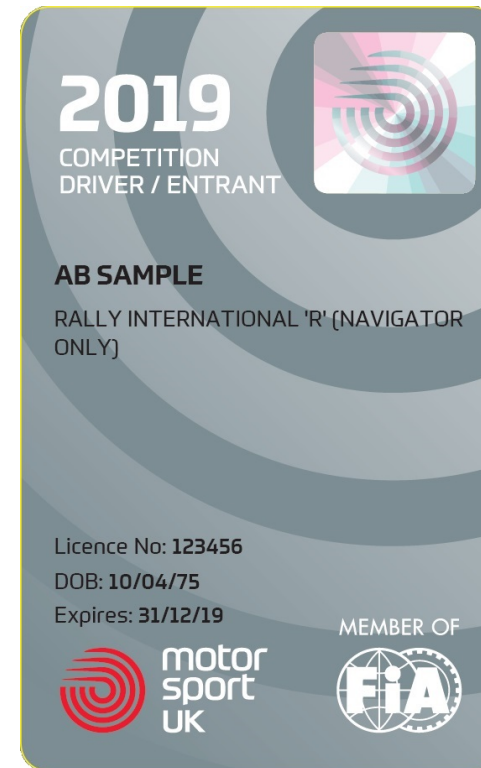 2019
COMPETITION
DRIVER / ENTRANT
AB SAMPLE
RALLY INTERNATIONAL 'R' (NAVIGATOR
ONLY)
Licence No: 123456
DOB: 10/04/75
Expires: 31/12/19
motor
sport
UK
MEMBER OF
FiA